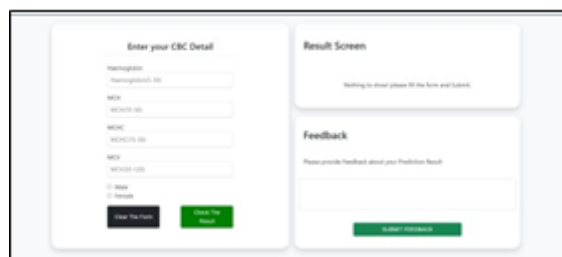 Enter your CBC Detail
Haemoglobin
MCH
MCHC
MCV
Male
Female
Clear The Form
Check The
Result
Result Screen
Nothing to show! please fill the form and Submit
Feedback
Please provide Feedback about your Prediction Result
SUBMIT FEEDBACK